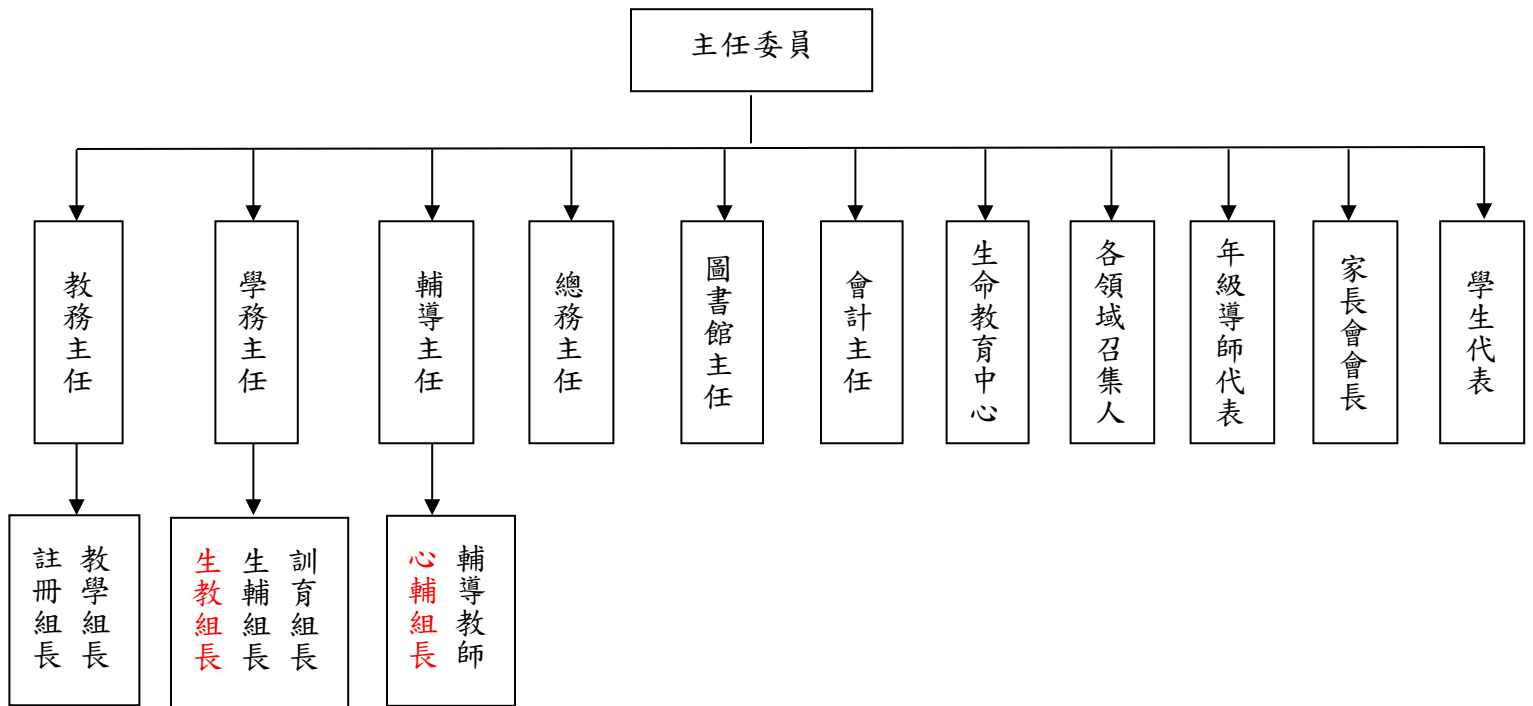 主任委員
教務主任
學務主任
輔導主任
總務主任
圖書館主任
會計主任
生命教育中心
各領域召集人
年級導師代表
家長會會長
學生代表
教學組長
註冊組長
訓育組長
生輔組長
生教組長
輔導教師
心輔組長